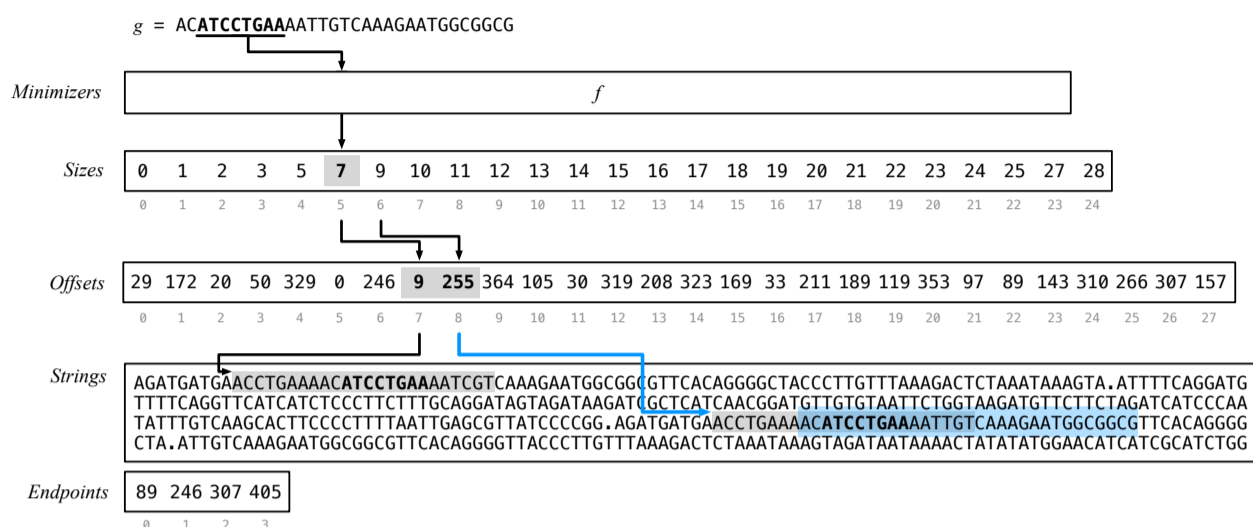 g = ACATCCTGAAAATTGTCAAAGAATGGCGGCG
Minimizers f
Sizes 0 1 2 3 5 7 9 10 11 12 13 14 15 16 17 18 19 20 21 22 23 24 25 27 28
0 1 2 3 4 5 6 7 8 9 10 11 12 13 14 15 16 17 18 19 20 21 22 23 24
Offsets 29 172 20 50 329 0 246 9 255 364 105 30 319 208 323 169 33 211 189 119 353 97 89 143 310 266 307 157
0 1 2 3 4 5 6 7 8 9 10 11 12 13 14 15 16 17 18 19 20 21 22 23 24 25 26 27
Strings AGATGATGAACCTGAAAACATCCTGAAAATCGTCAAAGAATGGCGGCGTTCACAGGGGCTACCCTTGTTTAAAGACTCTAAATAAAGTA.ATTTTCAGGATG
TTTTCAGGTTCATCATCTCCCTTCTTTGCAGGATAGTAGATAAGATCGCTCATCAACGGATGTTGTGTAATTCTGGTAAGATGTTCTTCTAGATCATCCCAA
TATTTGTCAAGCACTTCCCCTTTTAATTGAGCGTTATCCCCGG.AGATGATGAACCTGAAAACATCCTGAAAATTGTCAAAGAATGGCGGCGTTCACAGGGG
CTA.ATTGTCAAAGAATGGCGGCGTTCACAGGGGTTACCCTTGTTTAAAGACTCTAAATAAAGTAGATAATAAAACTATATATGGAACATCATCGCATCTGG
Endpoints 89 246 307 405
0 1 2 3